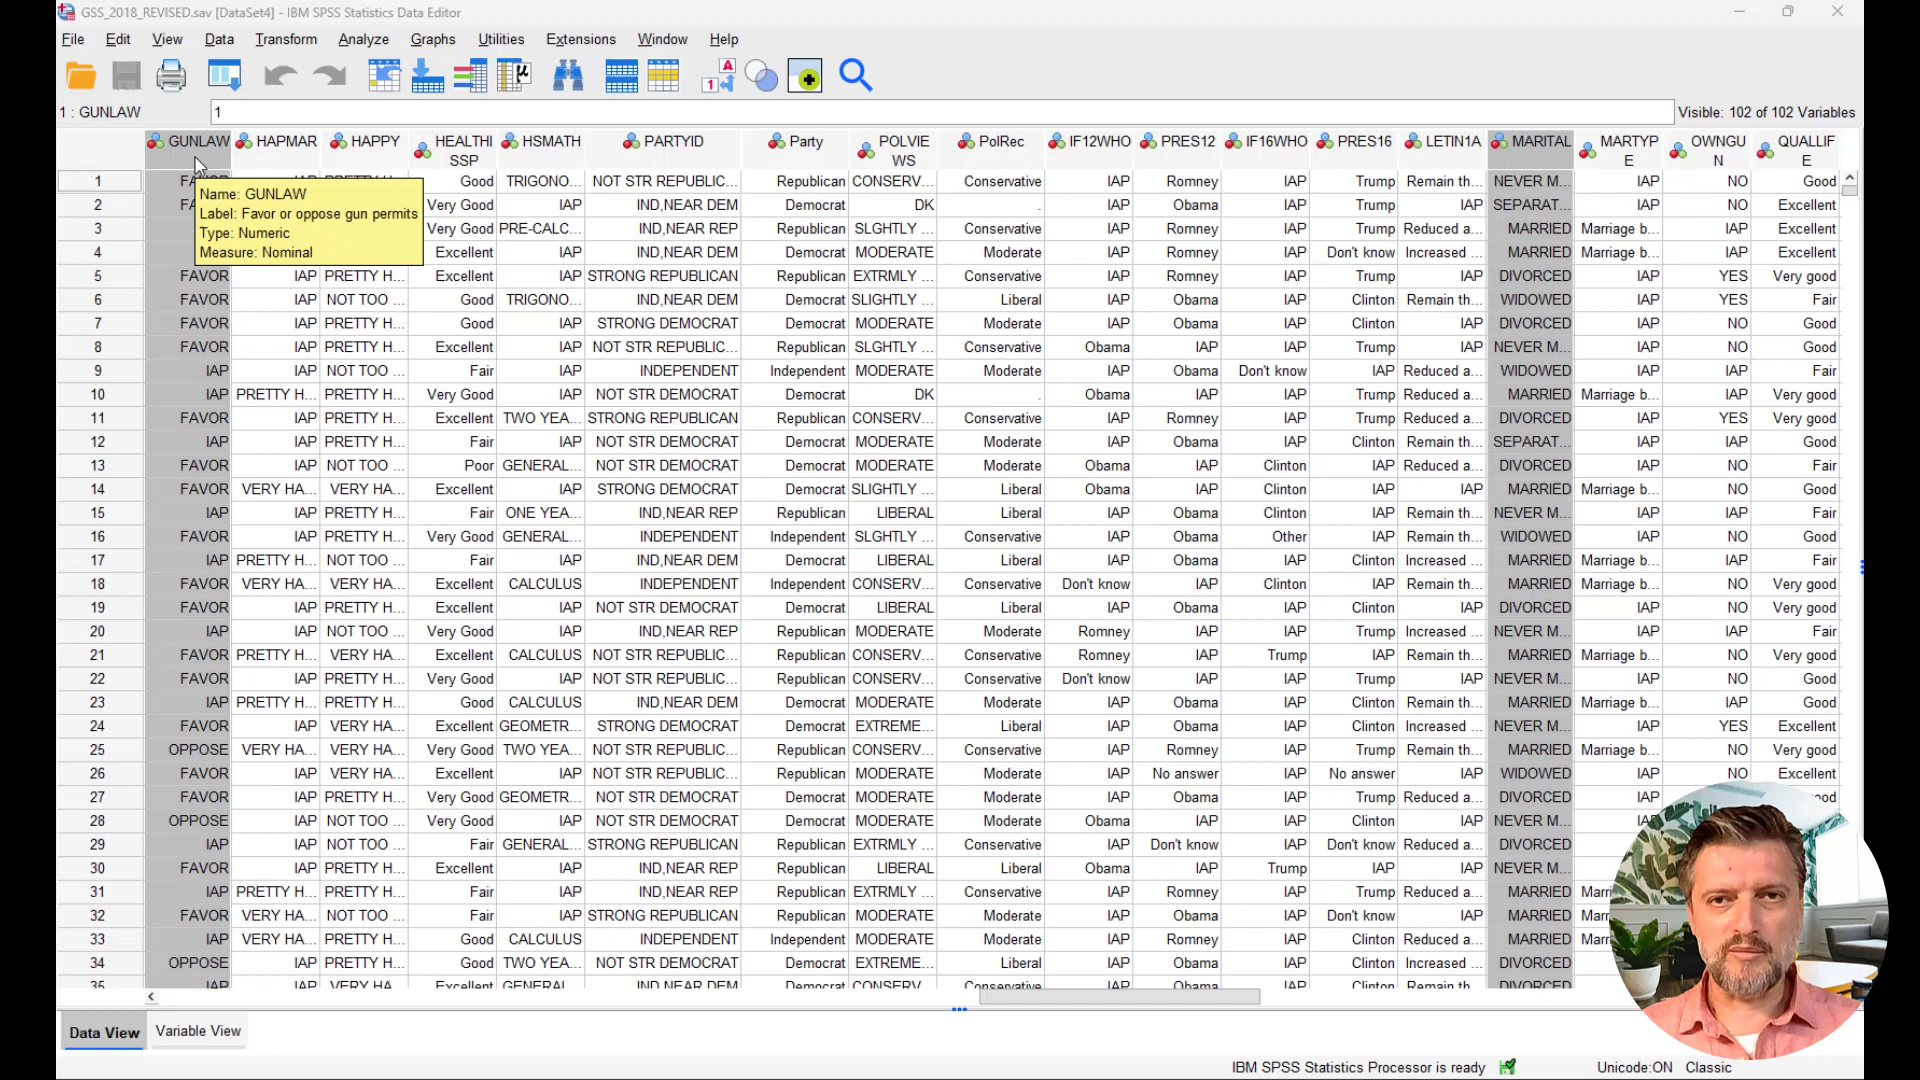 GSS_2018_REVISED.sav [DataSet4] - IBM SPSS Statistics Data Editor
File Edit View Data Transform Analyze Graphs Utilities Extensions Window Help
1 : GUNLAW 1 Visible: 102 of 102 Variables
GUNLAW HAPMAR HAPPY HEALTHISSP HSMATH PARTYID Party POLVIEWS PolRec IF12WHO PRES12 IF16WHO PRES16 LETIN1A MARITAL MARTYPE OWNGUN QUALLIFE
Name: GUNLAW
Label: Favor or oppose gun permits
Type: Numeric
Measure: Nominal
1 Good TRIGONO... NOT STR REPUBLIC... Republican CONSERV... Conservative IAP Romney IAP Trump Remain th... NEVER M... IAP NO Good
2 Very Good IAP IND,NEAR DEM Democrat DK . IAP Obama IAP Trump IAP SEPARAT... IAP NO Excellent
3 Very Good PRE-CALC... IND,NEAR REP Republican SLGHTLY ... Conservative IAP Romney IAP Trump Reduced a... MARRIED Marriage b... NO Excellent
4 Excellent IAP IND,NEAR DEM Democrat MODERATE Moderate IAP Romney IAP Don't know Increased ... MARRIED Marriage b... IAP Excellent
5 FAVOR IAP PRETTY H... Excellent IAP STRONG REPUBLICAN Republican EXTRMLY ... Conservative IAP Romney IAP Trump IAP DIVORCED IAP YES Very good
6 FAVOR IAP NOT TOO ... Good TRIGONO... IND,NEAR DEM Democrat SLIGHTLY ... Liberal IAP Obama IAP Clinton Remain th... WIDOWED IAP YES Fair
7 FAVOR IAP PRETTY H... Good IAP STRONG DEMOCRAT Democrat MODERATE Moderate IAP Obama IAP Clinton IAP DIVORCED IAP NO Good
8 FAVOR IAP PRETTY H... Excellent IAP NOT STR REPUBLIC... Republican SLGHTLY ... Conservative Obama IAP IAP Trump IAP NEVER M... IAP NO Good
9 IAP IAP NOT TOO ... Fair IAP INDEPENDENT Independent MODERATE Moderate IAP Obama Don't know IAP Reduced a... WIDOWED IAP IAP Fair
10 IAP PRETTY H... PRETTY H... Very Good IAP NOT STR DEMOCRAT Democrat DK . Obama IAP IAP Trump Remain th... MARRIED Marriage b... IAP Very good
11 FAVOR IAP PRETTY H... Excellent TWO YEA... STRONG REPUBLICAN Republican CONSERV... Conservative IAP Romney IAP Trump Reduced a... DIVORCED IAP YES Very good
12 IAP IAP PRETTY H... Fair IAP NOT STR DEMOCRAT Democrat MODERATE Moderate IAP Obama IAP Clinton Remain th... SEPARAT... IAP IAP Good
13 FAVOR IAP NOT TOO ... Poor GENERAL... NOT STR DEMOCRAT Democrat MODERATE Moderate Obama IAP Clinton IAP Reduced a... DIVORCED IAP NO Fair
14 FAVOR VERY HA... VERY HA... Excellent IAP STRONG DEMOCRAT Democrat SLIGHTLY ... Liberal Obama IAP Clinton IAP IAP MARRIED Marriage b... NO Good
15 IAP IAP PRETTY H... Fair ONE YEA... IND,NEAR REP Republican LIBERAL Liberal IAP Obama Clinton IAP Remain th... NEVER M... IAP IAP Fair
16 FAVOR IAP PRETTY H... Very Good GENERAL... INDEPENDENT Independent SLGHTLY ... Conservative IAP Obama Other IAP Remain th... WIDOWED IAP NO Good
17 IAP PRETTY H... NOT TOO ... Fair IAP IND,NEAR DEM Democrat LIBERAL Liberal IAP Obama IAP Clinton Increased ... MARRIED Marriage b... IAP Fair
18 FAVOR VERY HA... VERY HA... Excellent CALCULUS INDEPENDENT Independent CONSERV... Conservative Don't know IAP Clinton IAP Remain th... MARRIED Marriage b... NO Very good
19 FAVOR IAP PRETTY H... Excellent IAP NOT STR DEMOCRAT Democrat LIBERAL Liberal IAP Obama IAP Clinton IAP DIVORCED IAP NO Very good
20 IAP IAP NOT TOO ... Very Good IAP IND,NEAR REP Republican MODERATE Moderate Romney IAP IAP Trump Increased ... NEVER M... IAP IAP Fair
21 FAVOR PRETTY H... VERY HA... Excellent CALCULUS NOT STR REPUBLIC... Republican CONSERV... Conservative Romney IAP Trump IAP Remain th... MARRIED Marriage b... NO Very good
22 FAVOR IAP PRETTY H... Very Good IAP NOT STR REPUBLIC... Republican CONSERV... Conservative Don't know IAP IAP Trump IAP NEVER M... IAP NO Good
23 IAP PRETTY H... PRETTY H... Good CALCULUS NOT STR DEMOCRAT Democrat MODERATE Moderate IAP Obama IAP Clinton Remain th... MARRIED Marriage b... IAP Good
24 FAVOR IAP VERY HA... Excellent GEOMETR... STRONG DEMOCRAT Democrat EXTREME... Liberal IAP Obama IAP Clinton Increased ... NEVER M... IAP YES Excellent
25 OPPOSE VERY HA... VERY HA... Very Good TWO YEA... NOT STR REPUBLIC... Republican CONSERV... Conservative IAP Romney IAP Trump Remain th... MARRIED Marriage b... NO Very good
26 FAVOR IAP VERY HA... Excellent IAP NOT STR REPUBLIC... Republican MODERATE Moderate IAP No answer IAP No answer IAP WIDOWED IAP NO Excellent
27 FAVOR IAP PRETTY H... Very Good GEOMETR... NOT STR DEMOCRAT Democrat MODERATE Moderate IAP Obama IAP Trump Reduced a... DIVORCED IAP
28 OPPOSE IAP NOT TOO ... Very Good IAP NOT STR DEMOCRAT Democrat MODERATE Moderate Obama IAP IAP Clinton IAP NEVER M...
29 IAP IAP NOT TOO ... Fair GENERAL... STRONG REPUBLICAN Republican EXTRMLY ... Conservative IAP Don't know IAP Don't know Reduced a... DIVORCED
30 FAVOR IAP PRETTY H... Excellent IAP IND,NEAR REP Republican LIBERAL Liberal Obama IAP Trump IAP Remain th... NEVER M...
31 IAP PRETTY H... PRETTY H... Fair IAP IND,NEAR REP Republican EXTRMLY ... Conservative IAP Romney IAP Trump Reduced a... MARRIED
32 FAVOR VERY HA... NOT TOO ... Fair IAP STRONG REPUBLICAN Republican MODERATE Moderate IAP Obama IAP Don't know IAP MARRIED
33 IAP VERY HA... PRETTY H... Good CALCULUS INDEPENDENT Independent MODERATE Moderate IAP Romney IAP Clinton Reduced a... MARRIED
34 OPPOSE IAP PRETTY H... Good TWO YEA... NOT STR DEMOCRAT Democrat EXTREME... Liberal IAP Obama IAP Clinton Increased ... DIVORCED
35 IAP IAP VERY HA... Excellent GENERAL... IND,NEAR DEM Democrat CONSERV... Conservative IAP Obama IAP Clinton Remain th... DIVORCED
Data View Variable View
IBM SPSS Statistics Processor is ready Unicode:ON Classic